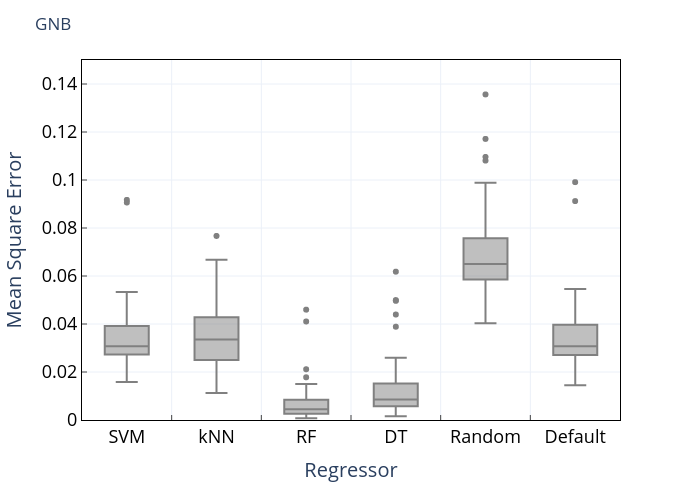 GNB
Mean Square Error
0.14
0.12
0.1
0.08
0.06
0.04
0.02
0
SVM kNN RF DT Random Default
Regressor